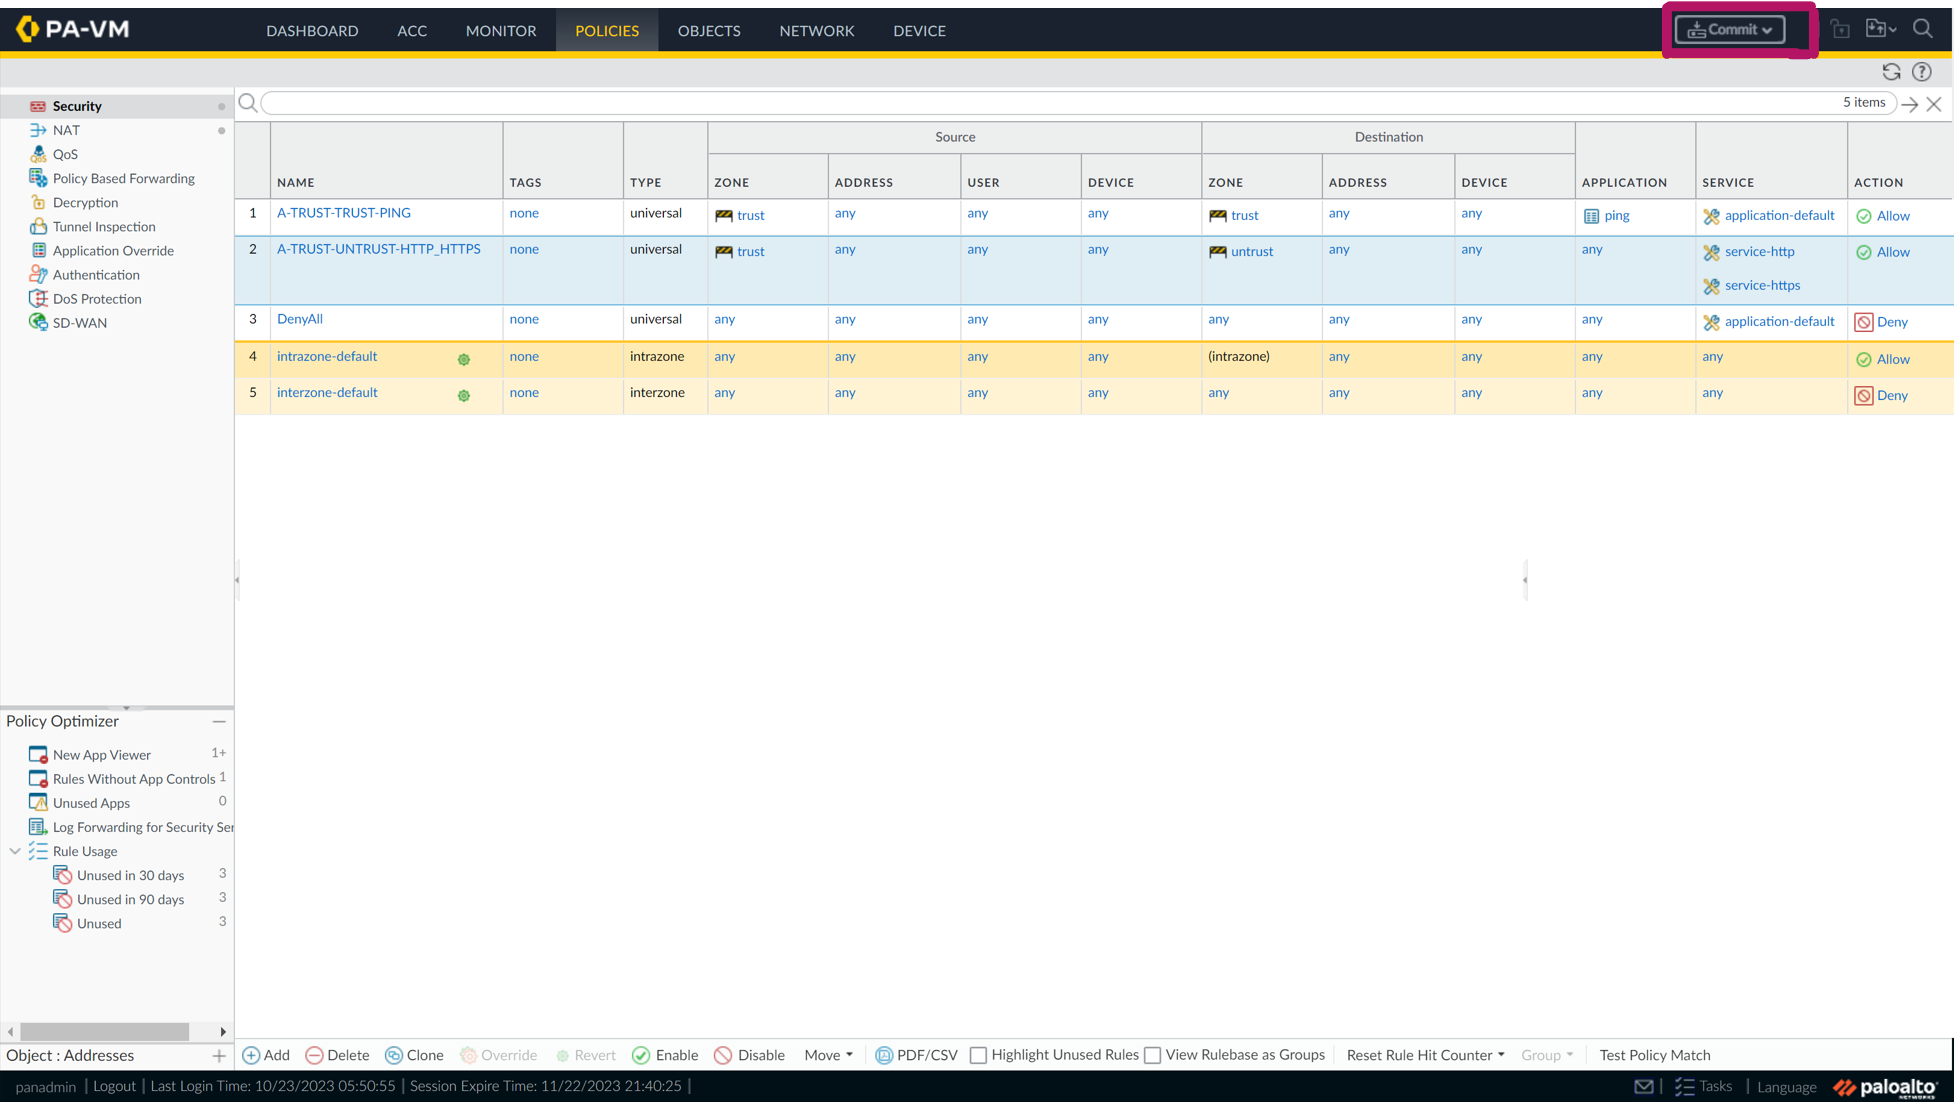 PA-VM
DASHBOARD ACC MONITOR POLICIES OBJECTS NETWORK DEVICE Commit
Security
NAT
QoS
Policy Based Forwarding
Decryption
Tunnel Inspection
Application Override
Authentication
DoS Protection
SD-WAN
5 items
Source Destination
NAME TAGS TYPE ZONE ADDRESS USER DEVICE ZONE ADDRESS DEVICE APPLICATION SERVICE ACTION
1 A-TRUST-TRUST-PING none universal trust any any any trust any any ping application-default Allow
2 A-TRUST-UNTRUST-HTTP_HTTPS none universal trust any any any untrust any any any service-http Allow
service-https
3 DenyAll none universal any any any any any any any any application-default Deny
4 intrazone-default none intrazone any any any any (intrazone) any any any any Allow
5 interzone-default none interzone any any any any any any any any any Deny
Policy Optimizer
New App Viewer 1+
Rules Without App Controls 1
Unused Apps 0
Log Forwarding for Security Ser
Rule Usage
Unused in 30 days 3
Unused in 90 days 3
Unused 3
Object : Addresses
Add Delete Clone Override Revert Enable Disable Move PDF/CSV Highlight Unused Rules View Rulebase as Groups Reset Rule Hit Counter Group Test Policy Match
panadmin | Logout | Last Login Time: 10/23/2023 05:50:55 | Session Expire Time: 11/22/2023 21:40:25 |
| Tasks | Language paloalto NETWORKS